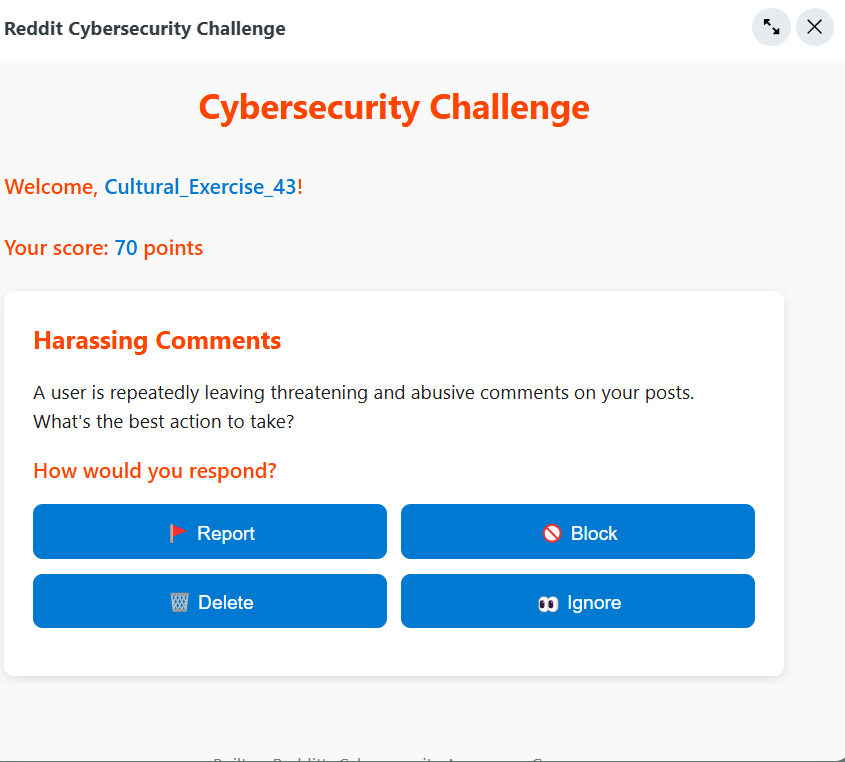 Reddit Cybersecurity Challenge
Cybersecurity Challenge
Welcome, Cultural_Exercise_43!
Your score: 70 points
Harassing Comments
A user is repeatedly leaving threatening and abusive comments on your posts.
What's the best action to take?
How would you respond?
Report
Block
Delete
Ignore